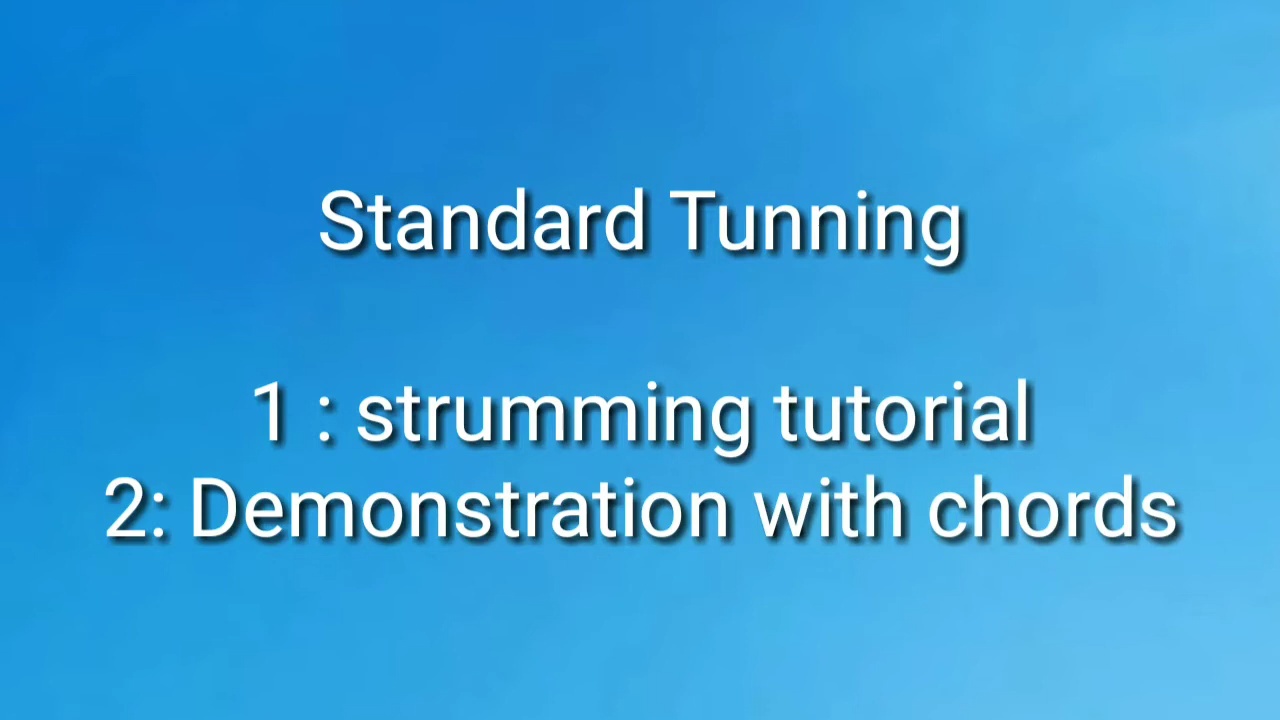 Standard Tunning
1 : strumming tutorial
2: Demonstration with chords